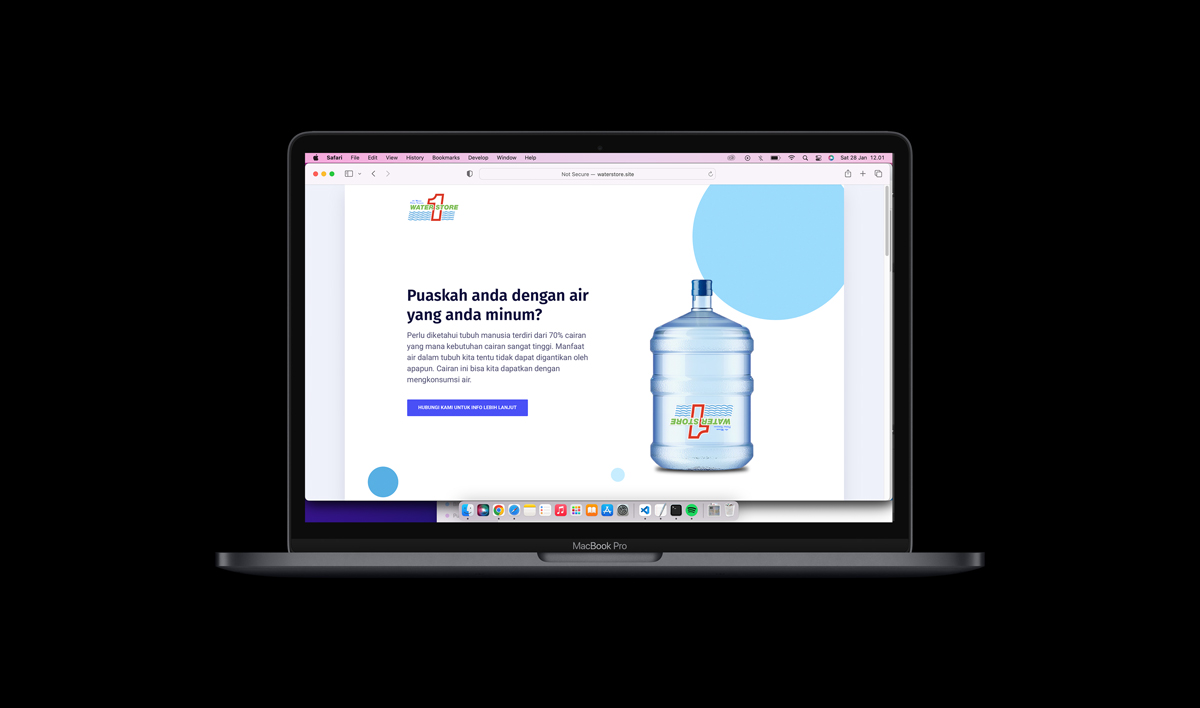 Safari File Edit View History Bookmarks Develop Window Help Sat 28 Jan 12.01
Not Secure — waterstore.site
1
WATER STORE
Puaskah anda dengan air
yang anda minum?
Perlu diketahui tubuh manusia terdiri dari 70% cairan
yang mana kebutuhan cairan sangat tinggi. Manfaat
air dalam tubuh kita tentu tidak dapat digantikan oleh
apapun. Cairan ini bisa kita dapatkan dengan
mengkonsumsi air.
HUBUNGI KAMI UNTUK INFO LEBIH LANJUT
WATER STORE
1
MacBook Pro